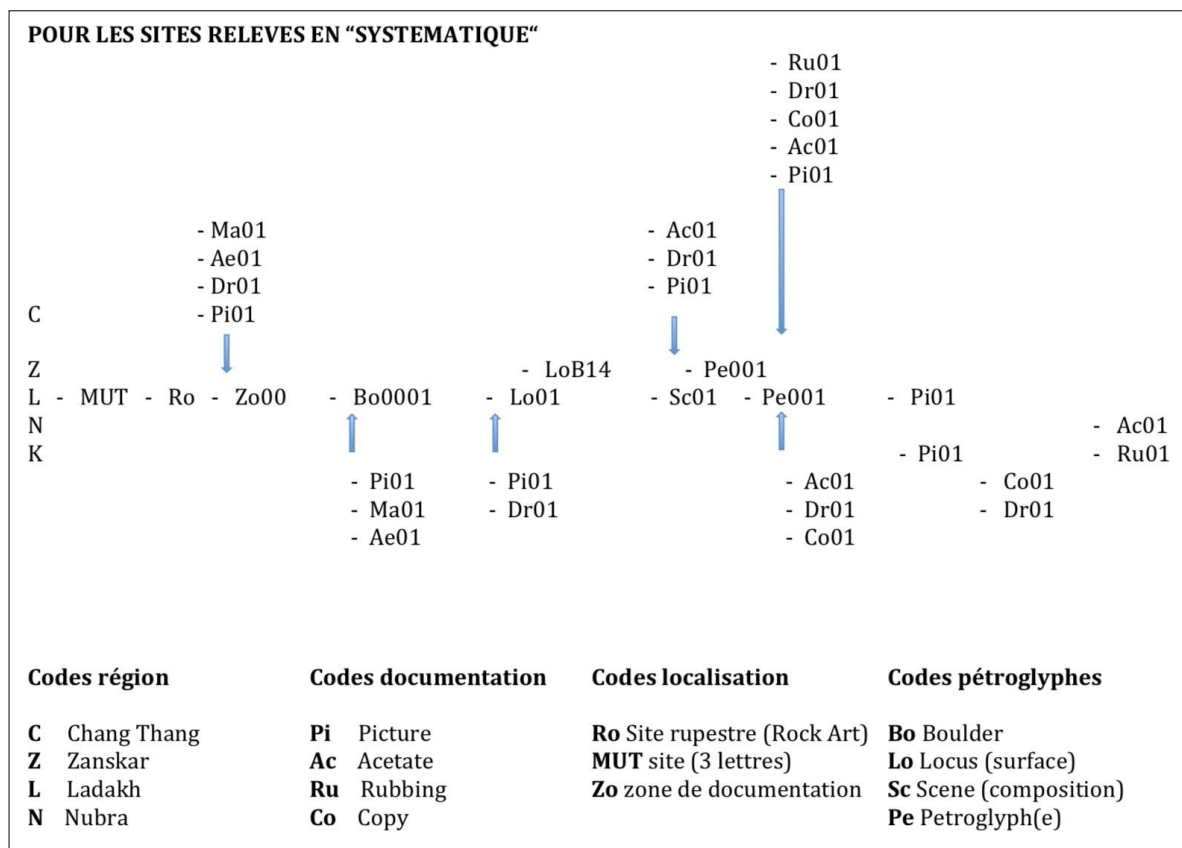 POUR LES SITES RELEVES EN “SYSTEMATIQUE“
- Ru01
- Dr01
- Co01
- Ac01
- Pi01
- Ma01 - Ac01
- Ae01 - Dr01
- Dr01 - Pi01
C - Pi01
Z - LoB14 - Pe001
L - MUT - Ro - Zo00 - Bo0001 - Lo01 - Sc01 - Pe001 - Pi01
N - Ac01
K - Pi01 - Ru01
- Pi01 - Pi01 - Ac01 - Co01
- Ma01 - Dr01 - Dr01 - Dr01
- Ae01 - Co01
Codes région Codes documentation Codes localisation Codes pétroglyphes
C Chang Thang Pi Picture Ro Site rupestre (Rock Art) Bo Boulder
Z Zanskar Ac Acetate MUT site (3 lettres) Lo Locus (surface)
L Ladakh Ru Rubbing Zo zone de documentation Sc Scene (composition)
N Nubra Co Copy Pe Petroglyph(e)